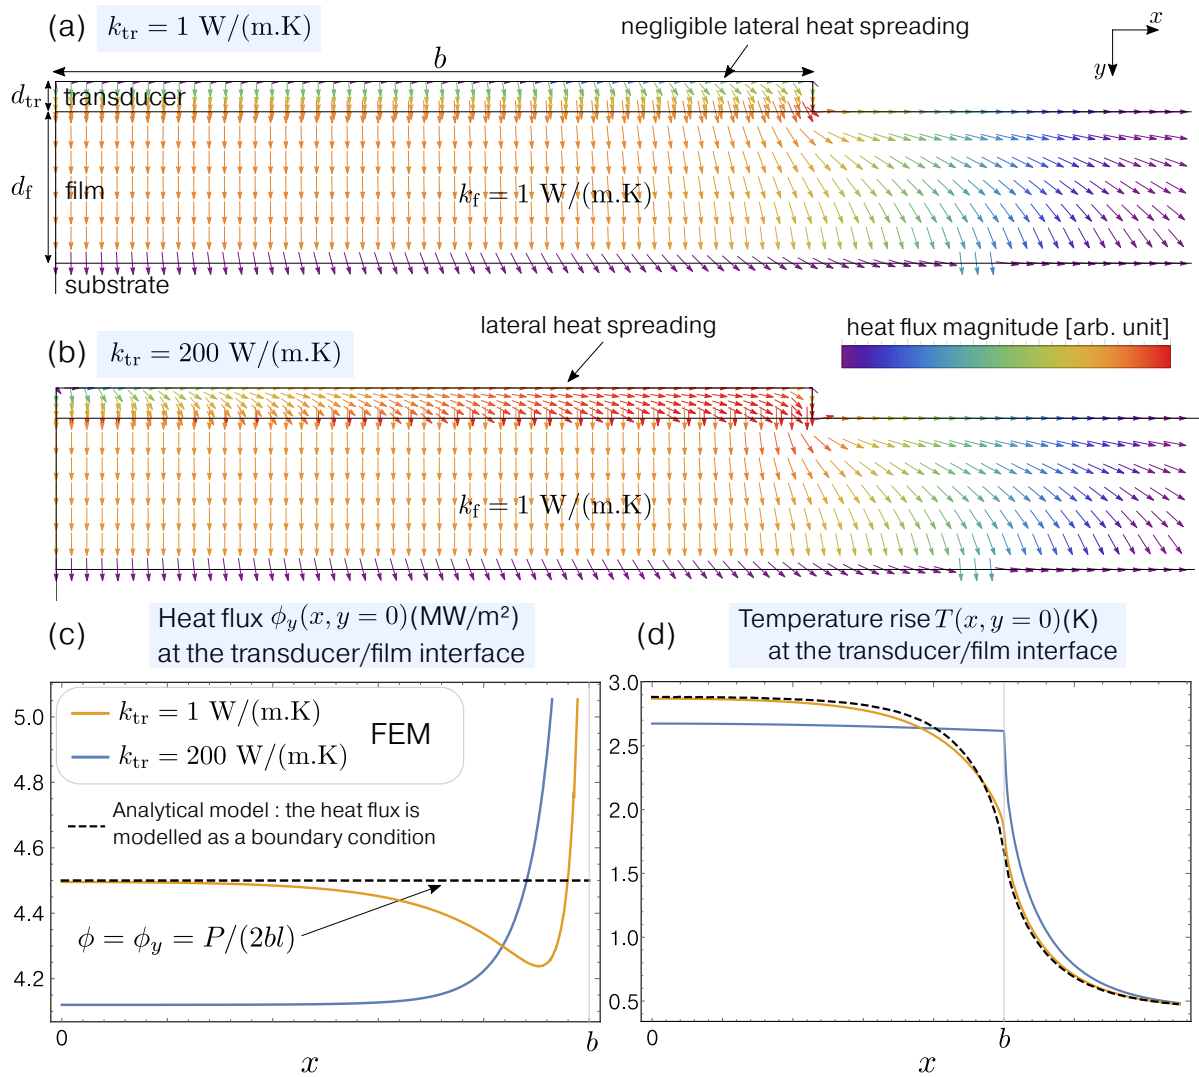 (a) k_tr = 1 W/(m.K)
negligible lateral heat spreading
x
y
b
d_tr
transducer
d_f
film
k_f = 1 W/(m.K)
substrate
(b) k_tr = 200 W/(m.K)
lateral heat spreading
heat flux magnitude [arb. unit]
k_f = 1 W/(m.K)
(c)
Heat flux ϕ_y(x, y = 0)(MW/m²)
at the transducer/film interface
5.0
4.8
4.6
4.4
4.2
k_tr = 1 W/(m.K)
k_tr = 200 W/(m.K)
FEM
Analytical model : the heat flux is
modelled as a boundary condition
ϕ = ϕ_y = P/(2bl)
0
b
x
(d)
Temperature rise T(x, y = 0)(K)
at the transducer/film interface
3.0
2.5
2.0
1.5
1.0
0.5
0
b
x